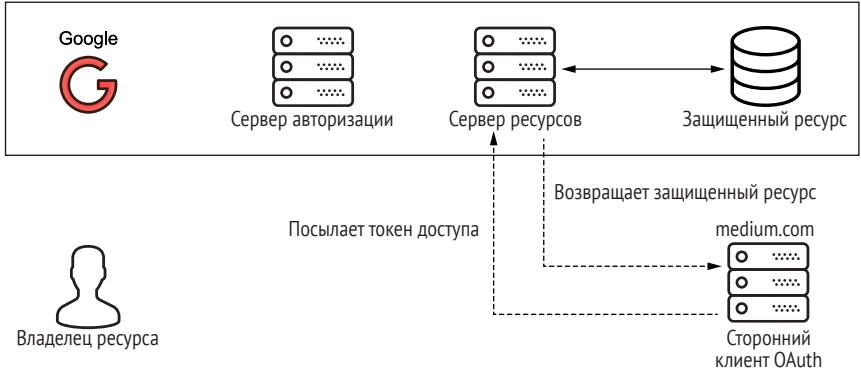 Google
Сервер авторизации
Сервер ресурсов
Защищенный ресурс
Возвращает защищенный ресурс
Посылает токен доступа
medium.com
Владелец ресурса
Сторонний
клиент OAuth